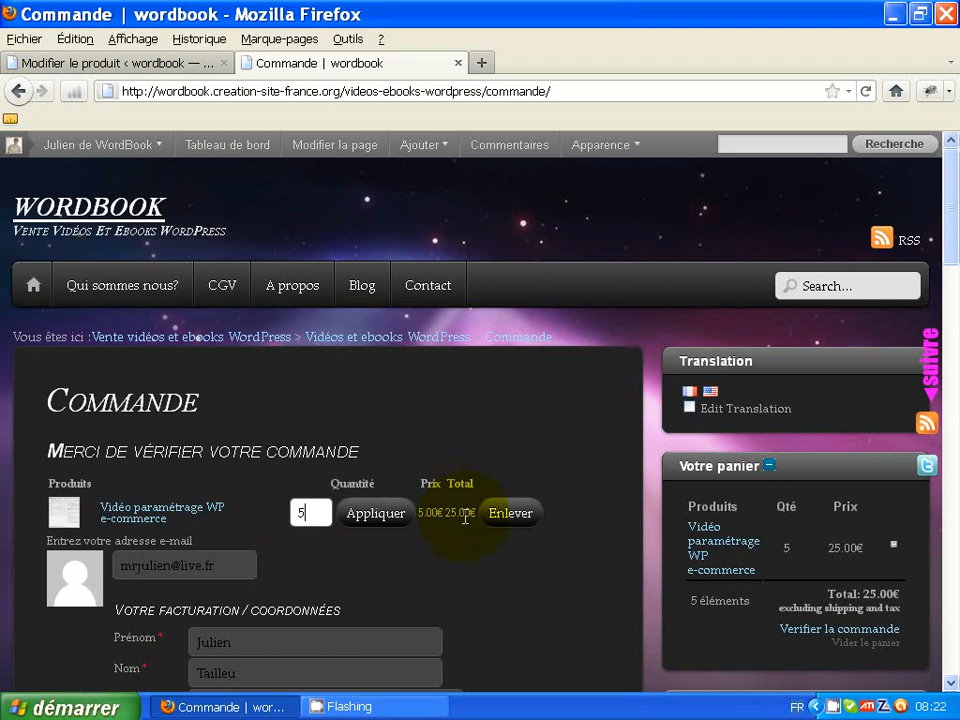 Commande | wordbook - Mozilla Firefox
Fichier Édition Affichage Historique Marque-pages Outils ?
Modifier le produit ‹ wordbook — ... Commande | wordbook
http://wordbook.creation-site-france.org/videos-ebooks-wordpress/commande/
Julien de WordBook Tableau de bord Modifier la page Ajouter Commentaires Apparence Recherche
WORDBOOK
VENTE VIDÉOS ET EBOOKS WORDPRESS
RSS
Qui sommes nous? CGV A propos Blog Contact Search...
Vous êtes ici :Vente vidéos et ebooks WordPress > Vidéos et ebooks WordPress > Commande
suivre
Translation
Edit Translation
COMMANDE
MERCI DE VÉRIFIER VOTRE COMMANDE
Produits Quantité Prix Total
Vidéo paramétrage WP
e-commerce
5 Appliquer 5.00€ 25.00€ Enlever
Entrez votre adresse e-mail
mrjulien@live.fr
VOTRE FACTURATION / COORDONNÉES
Prénom* Julien
Nom* Tailleu
Votre panier
Produits Qté Prix
Vidéo
paramétrage
WP
e-commerce
5 25.00€
5 éléments
Total: 25.00€
excluding shipping and tax
Verifier la commande
Vider le panier
démarrer Commande | wor... Flashing FR 08:22